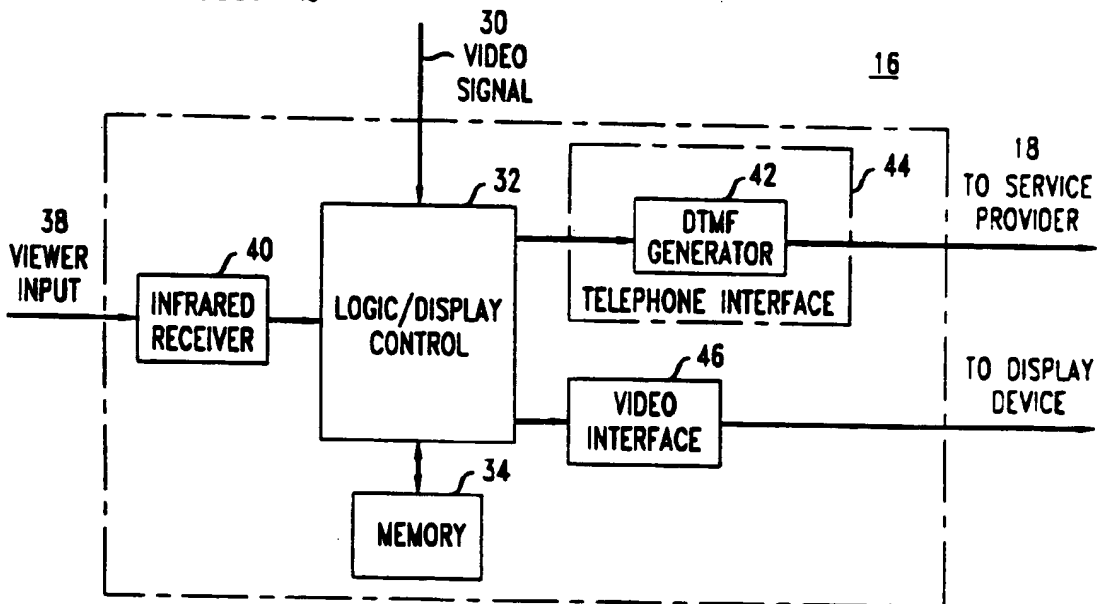 30
VIDEO
SIGNAL
16
38
VIEWER
INPUT
40
INFRARED
RECEIVER
32
LOGIC/DISPLAY
CONTROL
42
DTMF
GENERATOR
44
TELEPHONE INTERFACE
18
TO SERVICE
PROVIDER
46
VIDEO
INTERFACE
TO DISPLAY
DEVICE
34
MEMORY